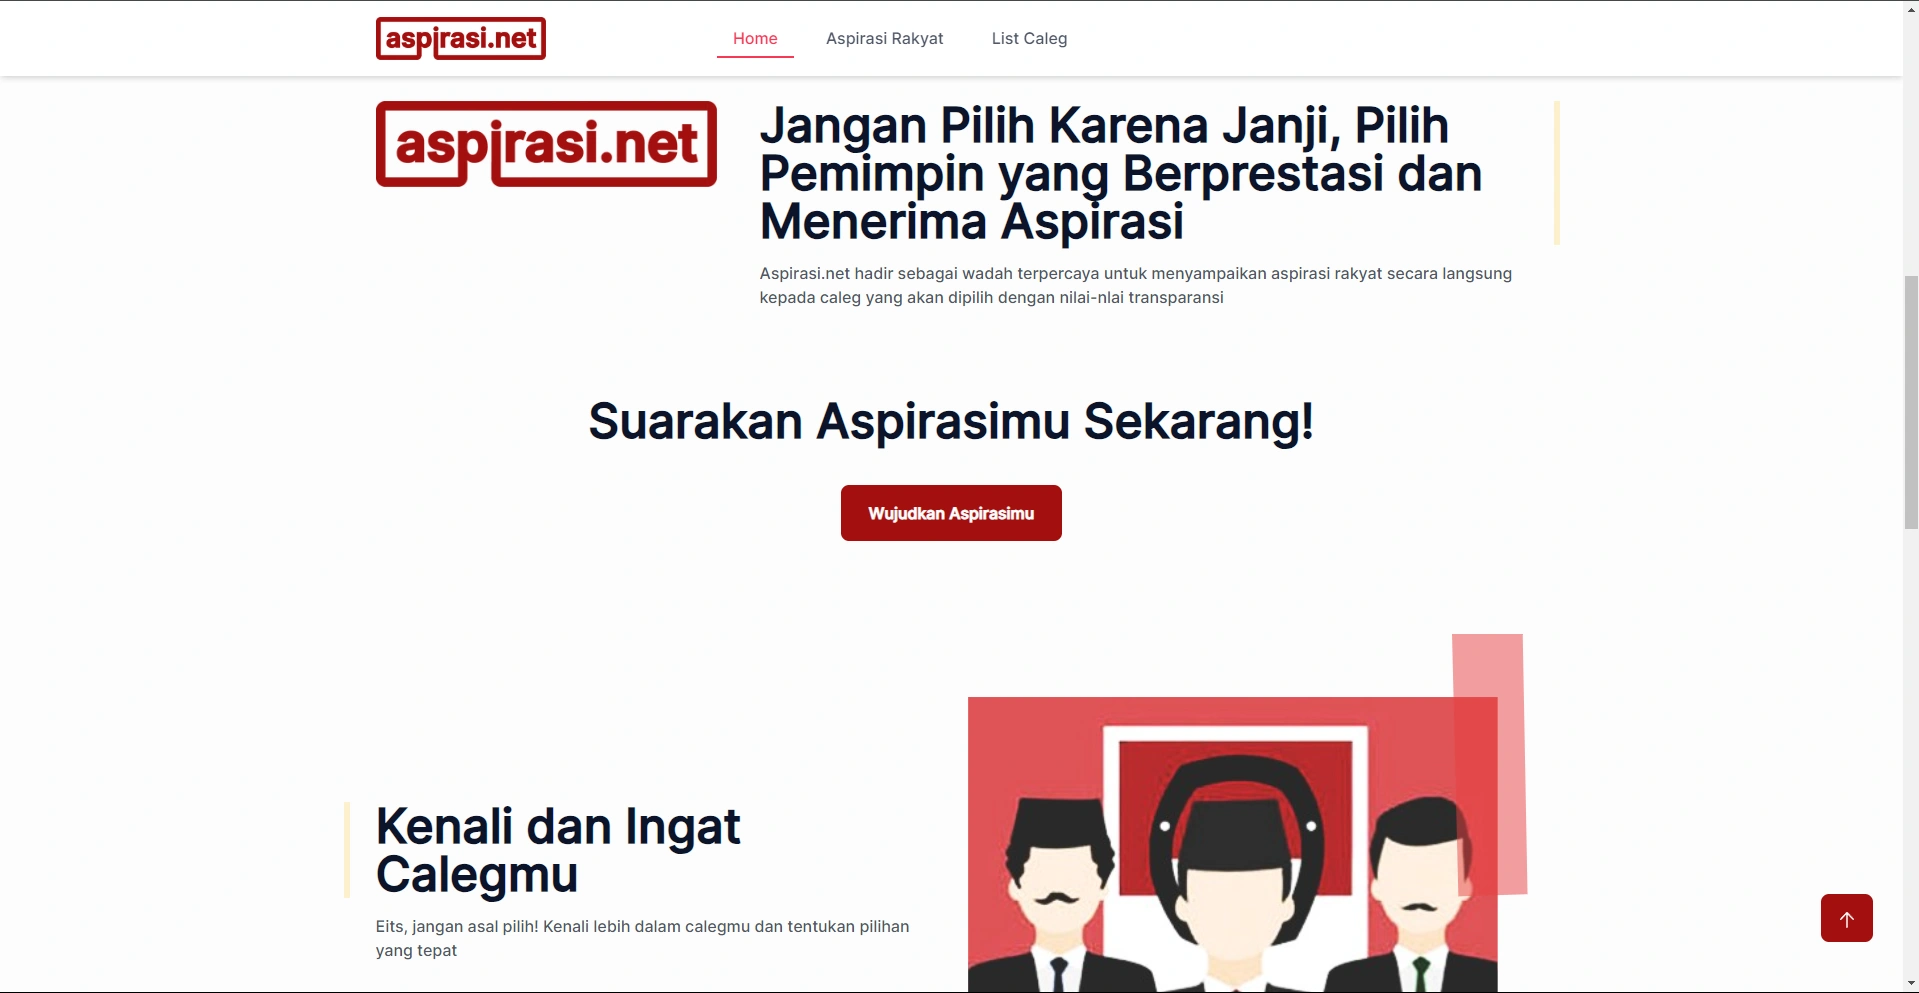 aspirasi.net
Home
Aspirasi Rakyat
List Caleg
aspirasi.net
Jangan Pilih Karena Janji, Pilih
Pemimpin yang Berprestasi dan
Menerima Aspirasi
Aspirasi.net hadir sebagai wadah terpercaya untuk menyampaikan aspirasi rakyat secara langsung
kepada caleg yang akan dipilih dengan nilai-nlai transparansi
Suarakan Aspirasimu Sekarang!
Wujudkan Aspirasimu
Kenali dan Ingat
Calegmu
Eits, jangan asal pilih! Kenali lebih dalam calegmu dan tentukan pilihan
yang tepat